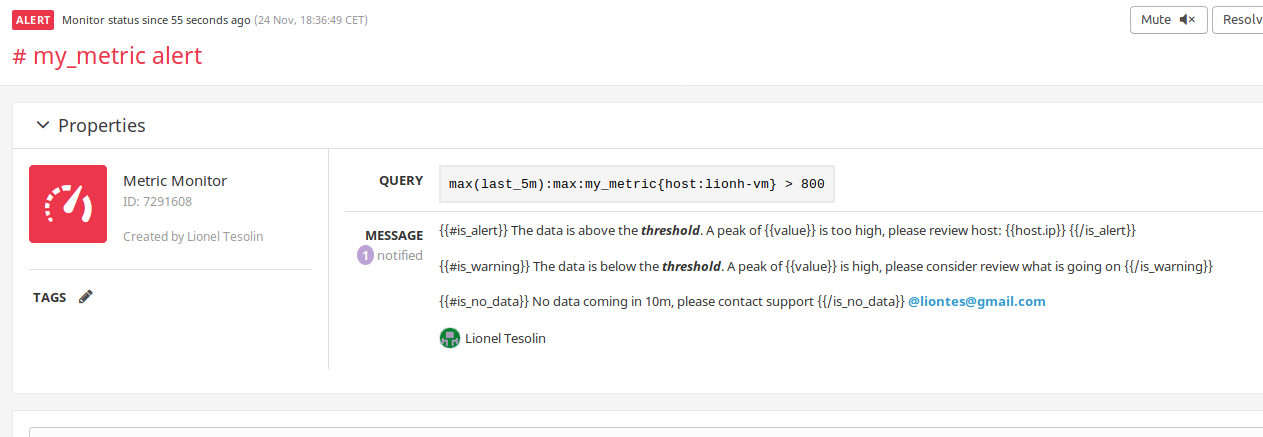 ALERT Monitor status since 55 seconds ago (24 Nov, 18:36:49 CET)
Mute
Resolv
# my_metric alert
Properties
Metric Monitor
ID: 7291608
Created by Lionel Tesolin
TAGS
QUERY
max(last_5m):max:my_metric{host:lionh-vm} > 800
MESSAGE
1 notified
{{#is_alert}} The data is above the threshold. A peak of {{value}} is too high, please review host: {{host.ip}} {{/is_alert}}
{{#is_warning}} The data is below the threshold. A peak of {{value}} is high, please consider review what is going on {{/is_warning}}
{{#is_no_data}} No data coming in 10m, please contact support {{/is_no_data}} @liontes@gmail.com
Lionel Tesolin